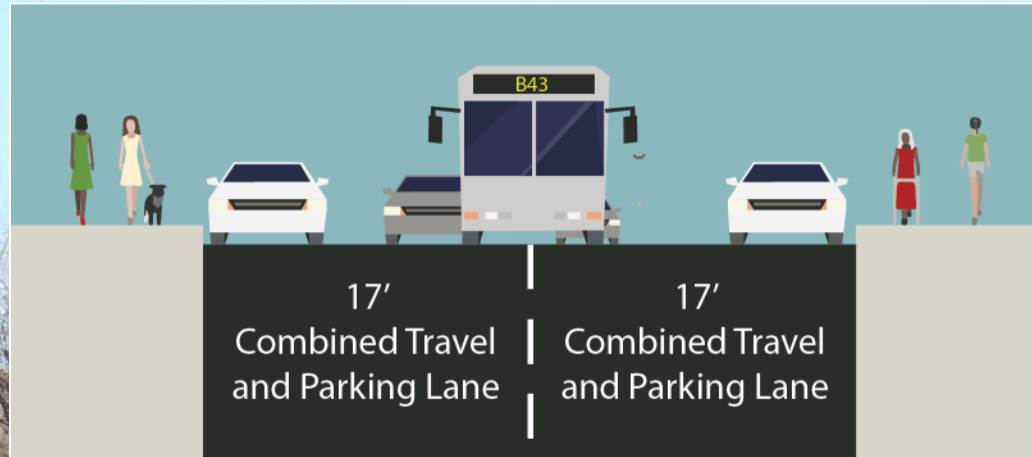 B43
17’
Combined Travel
and Parking Lane
17’
Combined Travel
and Parking Lane